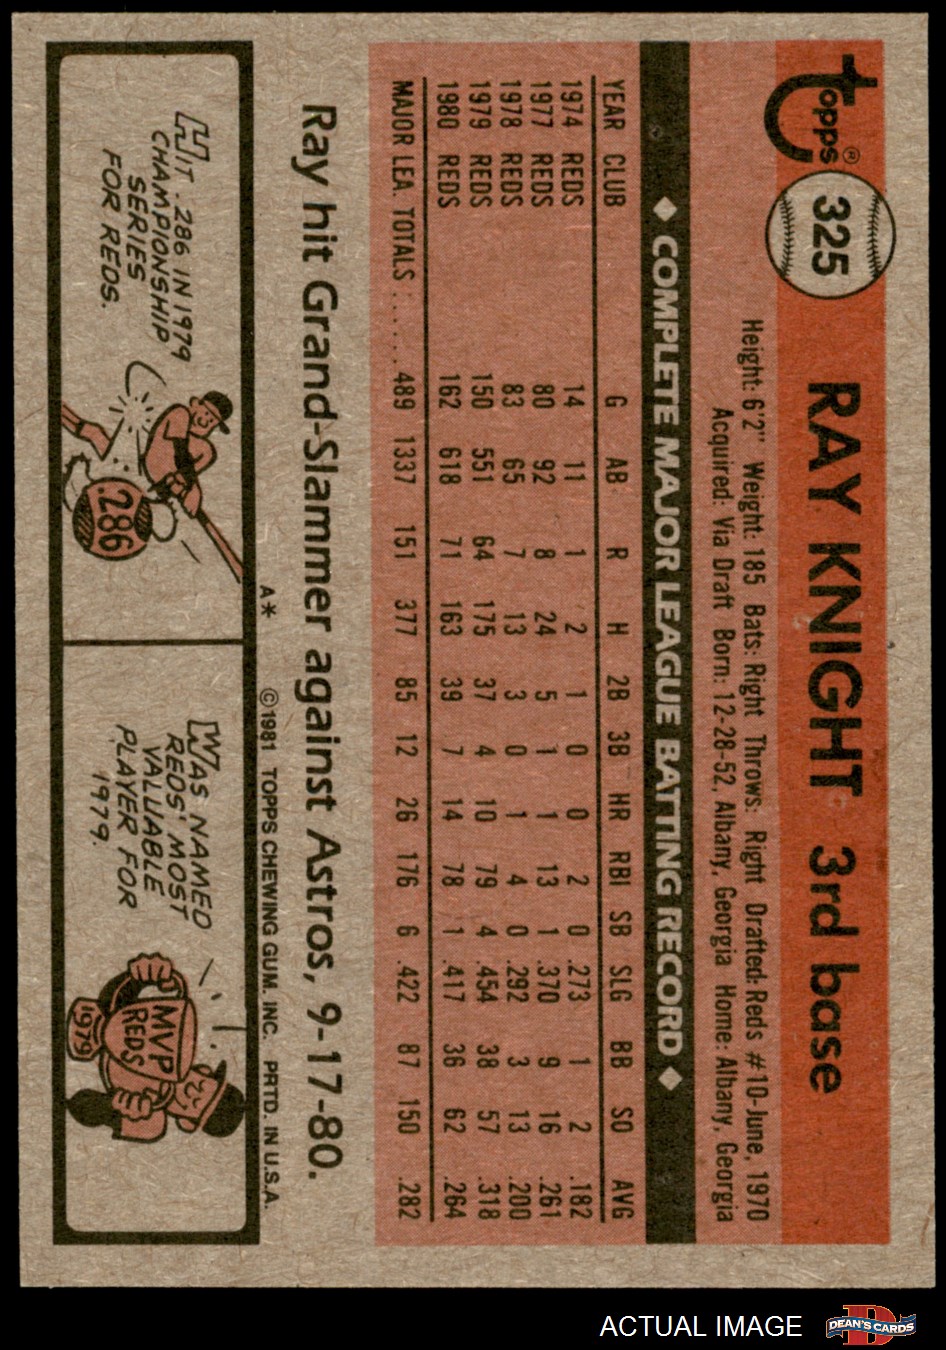 Topps®
325
RAY KNIGHT 3rd base
Height: 6'2" Weight: 185 Bats: Right Throws: Right Drafted: Reds #10-June, 1970
Acquired: Via Draft Born: 12-28-52, Albany, Georgia Home: Albany, Georgia
◆ COMPLETE MAJOR LEAGUE BATTING RECORD ◆
YEAR CLUB G AB R H 2B 3B HR RBI SB SLG BB SO AVG
1974 REDS 14 11 1 2 1 0 0 2 0 .273 1 2 .182
1977 REDS 80 92 8 24 5 1 1 13 1 .370 9 16 .261
1978 REDS 83 65 7 13 3 0 1 4 0 .292 3 13 .200
1979 REDS 150 551 64 175 37 4 10 79 4 .454 38 57 .318
1980 REDS 162 618 71 163 39 7 14 78 1 .417 36 62 .264
MAJOR LEA. TOTALS ...... 489 1337 151 377 85 12 26 176 6 .422 87 150 .282
Ray hit Grand-Slammer against Astros, 9-17-80.
A* ©1981 TOPPS CHEWING GUM. INC. PRTD. IN U.S.A.
HIT .286 IN 1979
CHAMPIONSHIP
SERIES
FOR REDS.
.286
WAS NAMED
REDS' MOST
VALUABLE
PLAYER FOR
1979.
MVP
REDS
1979
ACTUAL IMAGE
D
DEAN'S CARDS